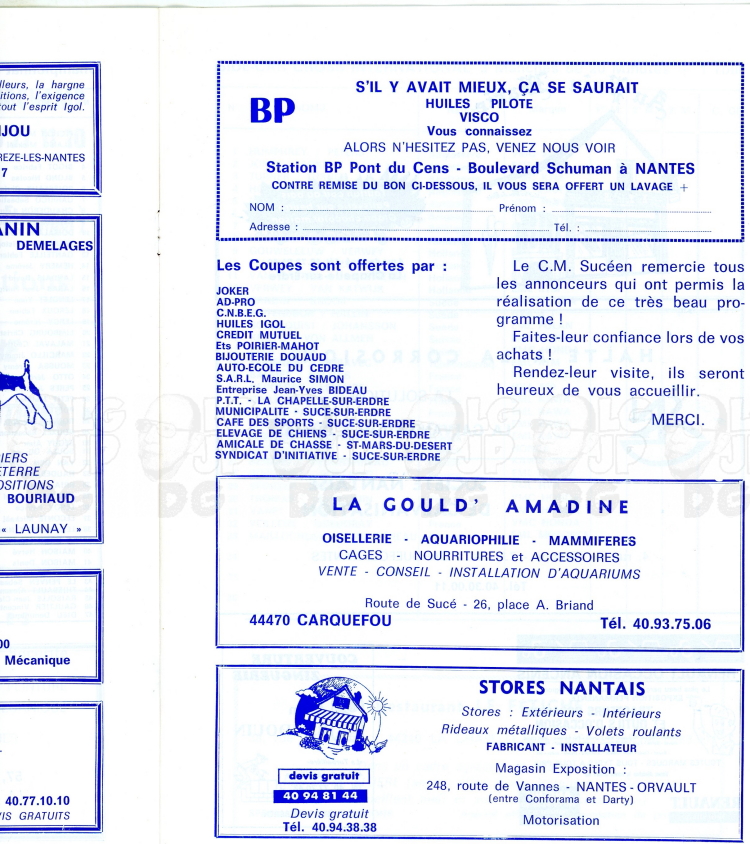 lleurs, la hargne
itions, l'exigence
tout l'esprit Igol.
JOU
REZE-LES-NANTES
7
ANIN
DEMELAGES
IERS
ETERRE
OSITIONS
BOURIAUD
« LAUNAY »
00
Mécanique
40.77.10.10
IS GRATUITS
BP
S'IL Y AVAIT MIEUX, ÇA SE SAURAIT
HUILES PILOTE
VISCO
Vous connaissez
ALORS N'HESITEZ PAS, VENEZ NOUS VOIR
Station BP Pont du Cens - Boulevard Schuman à NANTES
CONTRE REMISE DU BON CI-DESSOUS, IL VOUS SERA OFFERT UN LAVAGE +
NOM : Prénom :
Adresse : Tél. :
Les Coupes sont offertes par :
JOKER
AD-PRO
C.N.B.E.G.
HUILES IGOL
CREDIT MUTUEL
Ets POIRIER-MAHOT
BIJOUTERIE DOUAUD
AUTO-ECOLE DU CEDRE
S.A.R.L. Maurice SIMON
Entreprise Jean-Yves BIDEAU
P.T.T. - LA CHAPELLE-SUR-ERDRE
MUNICIPALITE - SUCE-SUR-ERDRE
CAFE DES SPORTS - SUCE-SUR-ERDRE
ELEVAGE DE CHIENS - SUCE-SUR-ERDRE
AMICALE DE CHASSE - ST-MARS-DU-DESERT
SYNDICAT D'INITIATIVE - SUCE-SUR-ERDRE
Le C.M. Sucéen remercie tous
les annonceurs qui ont permis la
réalisation de ce très beau pro-
gramme !
Faites-leur confiance lors de vos
achats !
Rendez-leur visite, ils seront
heureux de vous accueillir.
MERCI.
LA GOULD' AMADINE
OISELLERIE - AQUARIOPHILIE - MAMMIFERES
CAGES - NOURRITURES et ACCESSOIRES
VENTE - CONSEIL - INSTALLATION D'AQUARIUMS
Route de Sucé - 26, place A. Briand
44470 CARQUEFOU Tél. 40.93.75.06
devis gratuit
40 94 81 44
Devis gratuit
Tél. 40.94.38.38
STORES NANTAIS
Stores : Extérieurs - Intérieurs
Rideaux métalliques - Volets roulants
FABRICANT - INSTALLATEUR
Magasin Exposition :
248, route de Vannes - NANTES - ORVAULT
(entre Conforama et Darty)
Motorisation
LG
JP
DG